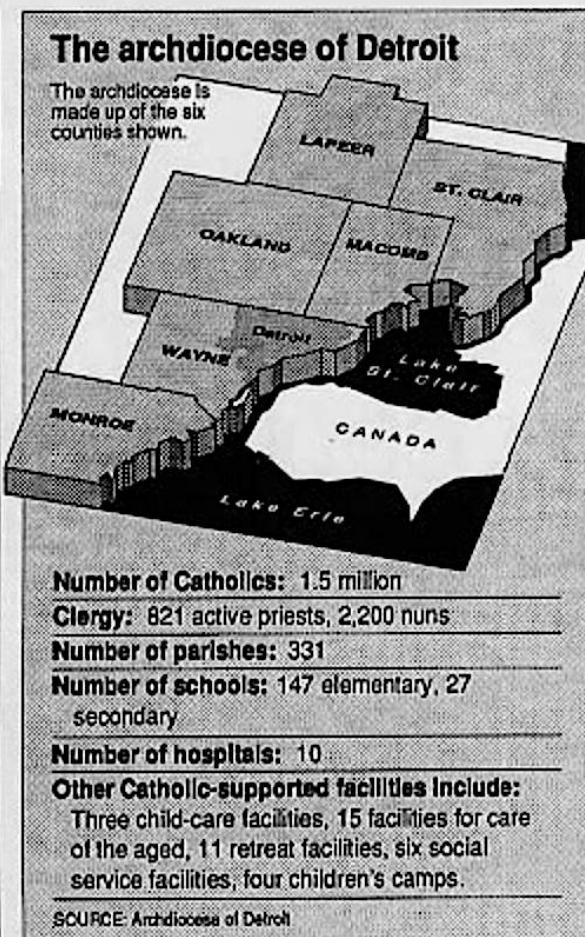 The archdiocese of Detroit
The archdiocese is
made up of the six
counties shown.
LAPEER
ST. CLAIR
OAKLAND
MACOMB
Detroit
WAYNE
Lake
St. Clair
MONROE
CANADA
Lake Erie
Number of Catholics: 1.5 million
Clergy: 821 active priests, 2,200 nuns
Number of parishes: 331
Number of schools: 147 elementary, 27
secondary
Number of hospitals: 10
Other Catholic-supported facilities include:
Three child-care facilities, 15 facilities for care
of the aged, 11 retreat facilities, six social
service facilities, four children's camps.
SOURCE: Archdiocese of Detroit